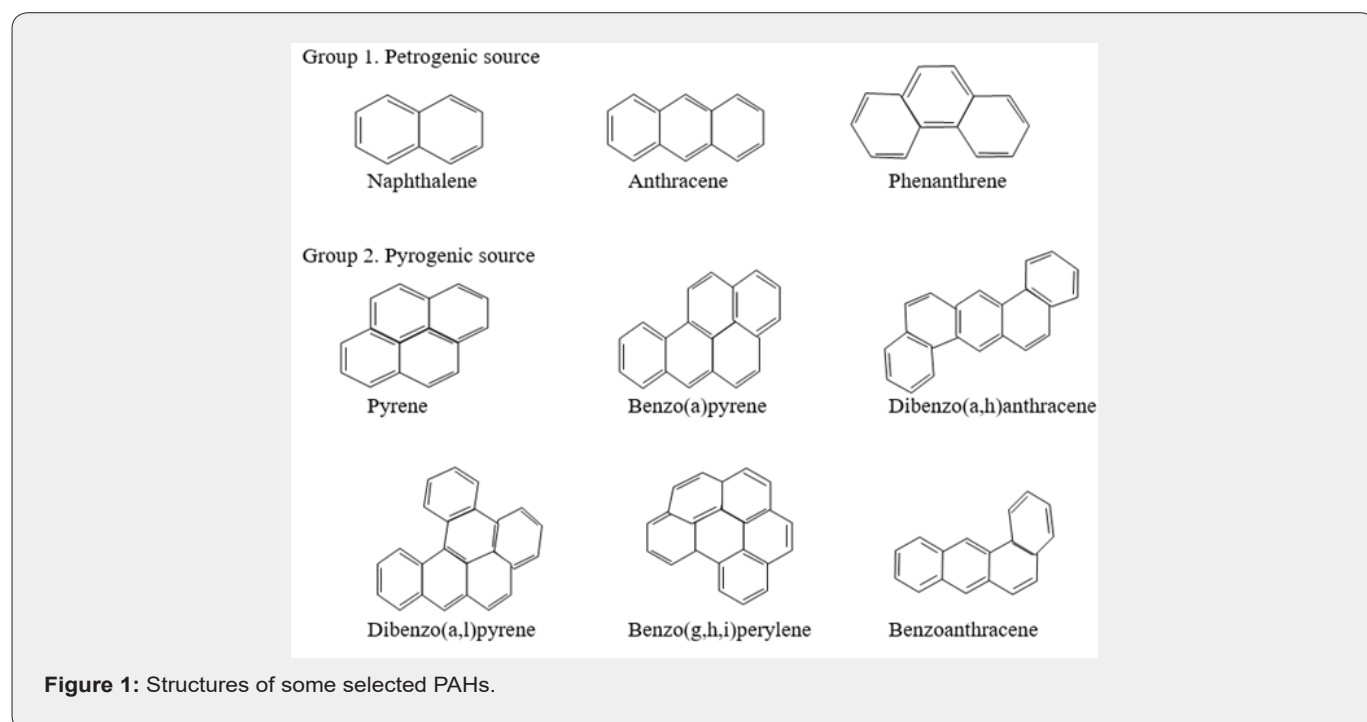 Group 1. Petrogenic source
Naphthalene
Anthracene
Phenanthrene
Group 2. Pyrogenic source
Pyrene
Benzo(a)pyrene
Dibenzo(a,h)anthracene
Dibenzo(a,l)pyrene
Benzo(g,h,i)perylene
Benzoanthracene
Figure 1: Structures of some selected PAHs.